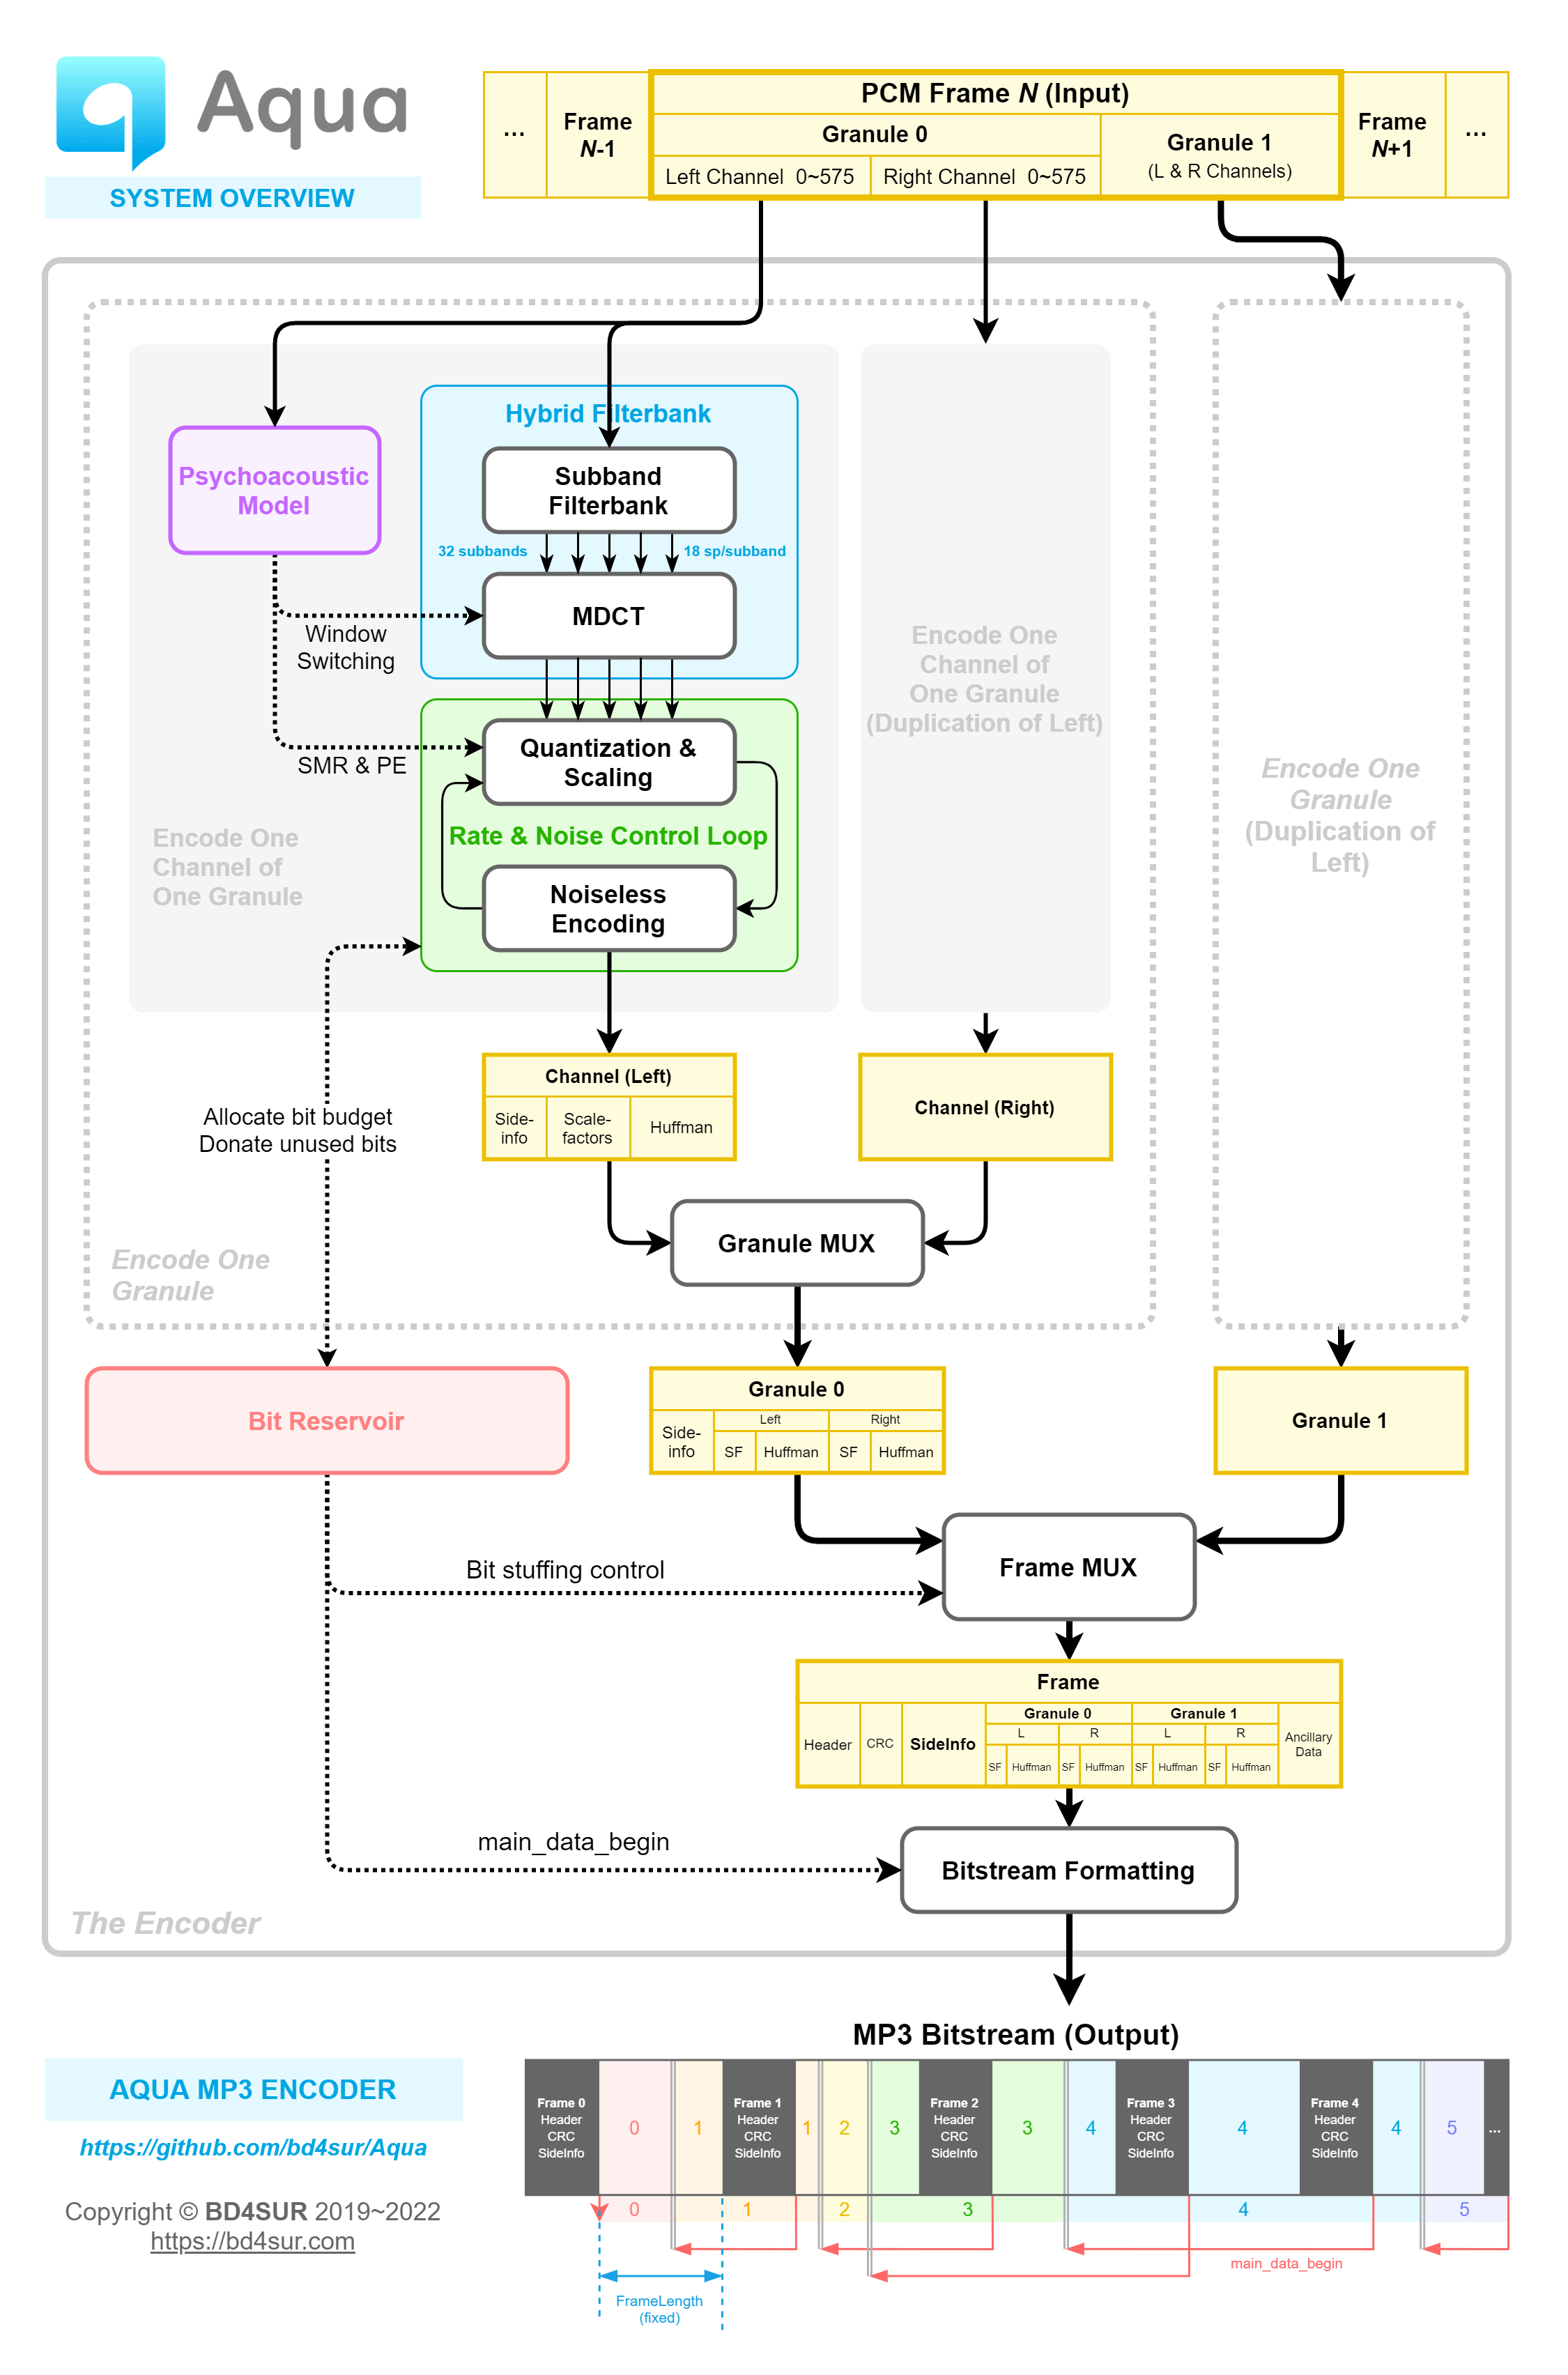 Aqua
SYSTEM OVERVIEW
...
Frame
N-1
PCM Frame N (Input)
Granule 0
Left Channel 0~575
Right Channel 0~575
Granule 1
(L & R Channels)
Frame
N+1
...
Hybrid Filterbank
Psychoacoustic
Model
Subband
Filterbank
32 subbands
18 sp/subband
MDCT
Window
Switching
Quantization &
Scaling
SMR & PE
Rate & Noise Control Loop
Noiseless
Encoding
Encode One
Channel of
One Granule
Encode One
Channel of
One Granule
(Duplication of Left)
Encode One
Granule
(Duplication of
Left)
Channel (Left)
Side-
info
Scale-
factors
Huffman
Channel (Right)
Allocate bit budget
Donate unused bits
Granule MUX
Encode One
Granule
Bit Reservoir
Granule 0
Side-
info
Left
Right
SF
Huffman
SF
Huffman
Granule 1
Bit stuffing control
Frame MUX
Frame
Header
CRC
SideInfo
Granule 0
Granule 1
L
R
L
R
SF
Huffman
SF
Huffman
SF
Huffman
SF
Huffman
Ancillary
Data
main_data_begin
Bitstream Formatting
The Encoder
MP3 Bitstream (Output)
Frame 0
Header
CRC
SideInfo
0
1
Frame 1
Header
CRC
SideInfo
1
2
3
Frame 2
Header
CRC
SideInfo
3
4
Frame 3
Header
CRC
SideInfo
4
Frame 4
Header
CRC
SideInfo
4
5
...
0
1
2
3
4
5
main_data_begin
FrameLength
(fixed)
AQUA MP3 ENCODER
https://github.com/bd4sur/Aqua
Copyright © BD4SUR 2019~2022
https://bd4sur.com